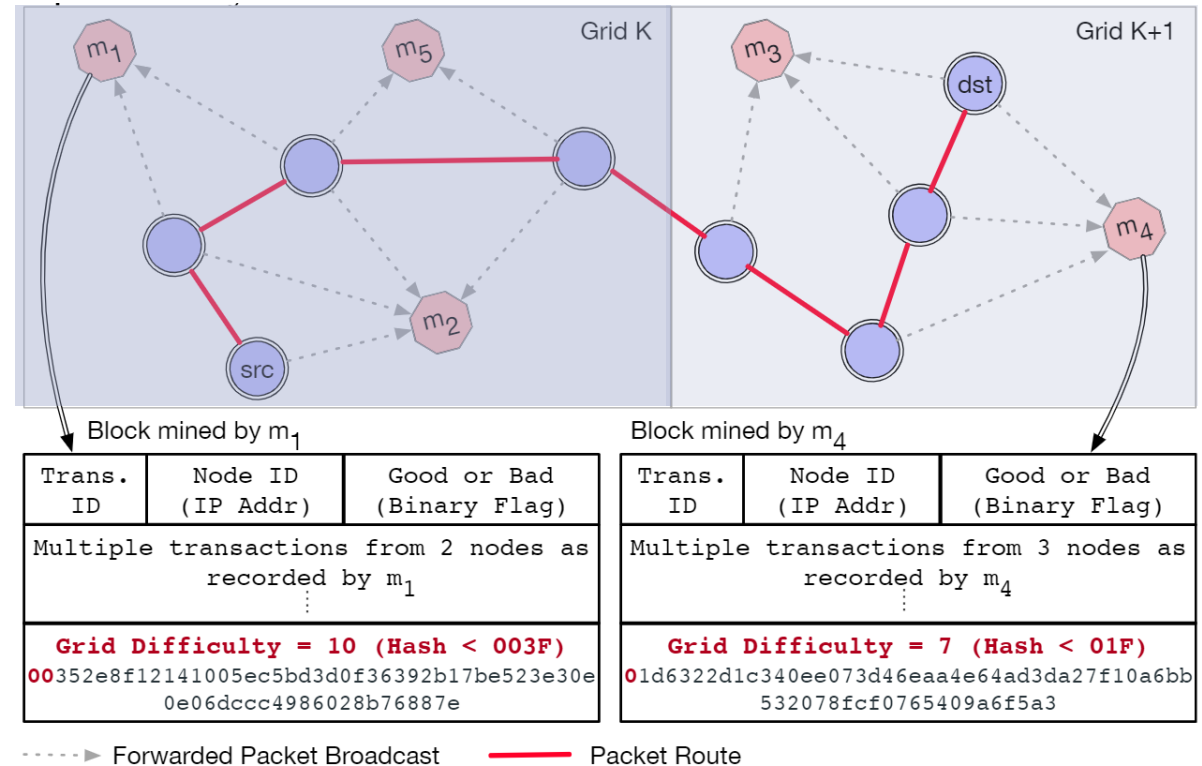 Grid K
Grid K+1
m1
m5
m3
dst
m4
m2
src
Block mined by m1
Block mined by m4
Trans. ID
Node ID (IP Addr)
Good or Bad (Binary Flag)
Multiple transactions from 2 nodes as
recorded by m1
Grid Difficulty = 10 (Hash < 003F)
00352e8f12141005ec5bd3d0f36392b17be523e30e
0e06dccc4986028b76887e
Trans. ID
Node ID (IP Addr)
Good or Bad (Binary Flag)
Multiple transactions from 3 nodes as
recorded by m4
Grid Difficulty = 7 (Hash < 01F)
01d6322d1c340ee073d46eaa4e64ad3da27f10a6bb
532078fcf0765409a6f5a3
Forwarded Packet Broadcast
Packet Route